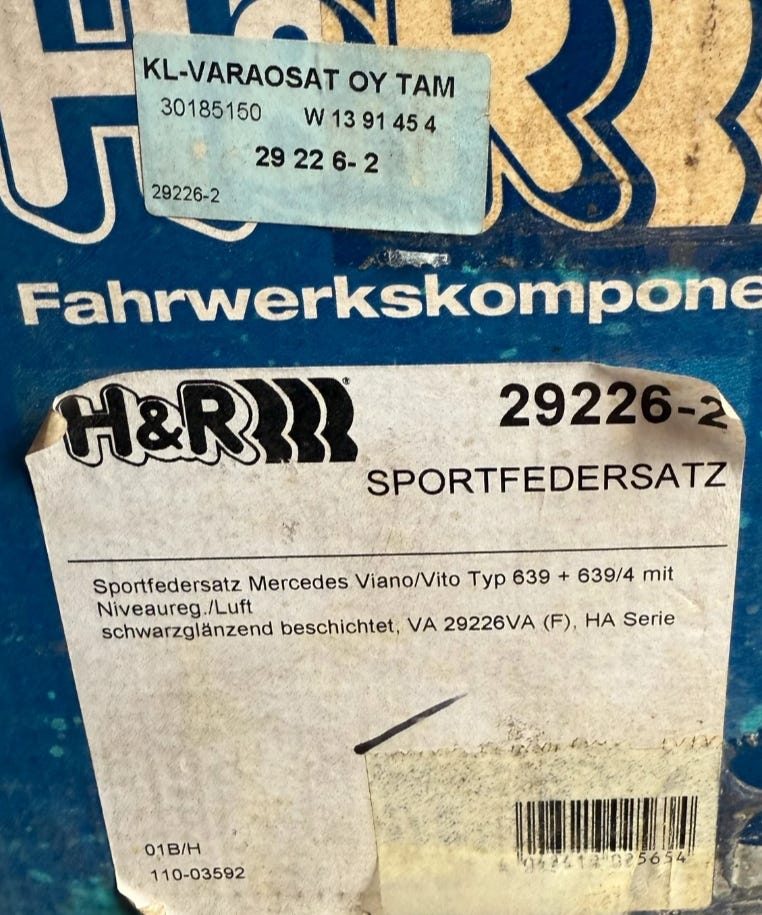 H&R
KL-VARAOSAT OY TAM
30185150 W 13 91 45 4
29 22 6-2
29226-2
Fahrwerkskompone
H&R®
29226-2
SPORTFEDERSATZ
Sportfedersatz Mercedes Viano/Vito Typ 639 + 639/4 mit
Niveaureg./Luft
schwarzglänzend beschichtet, VA 29226VA (F), HA Serie
01B/H
110-03592